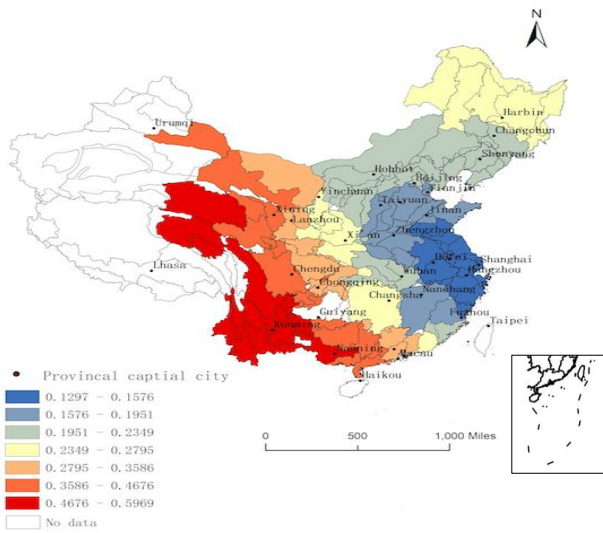 N
Harbin
Changchun
Urumqi
Shenyang
Hohhot
Beijing
Tianjin
Yinchuan
Taiyuan
Jinan
Xining
Lanzhou
Zhengzhou
Xi'an
Hefei
Shanghai
Lhasa
Chengdu
Wuhan
Hangzhou
Chongqing
Nanchang
Changsha
Guiyang
Fuzhou
Taipei
Kunming
Nanning
Macau
Haikou
Provincal captial city
0.1297 - 0.1576
0.1576 - 0.1951
0.1951 - 0.2349
0.2349 - 0.2795
0.2795 - 0.3586
0.3586 - 0.4676
0.4676 - 0.5969
No data
0 500 1,000 Miles